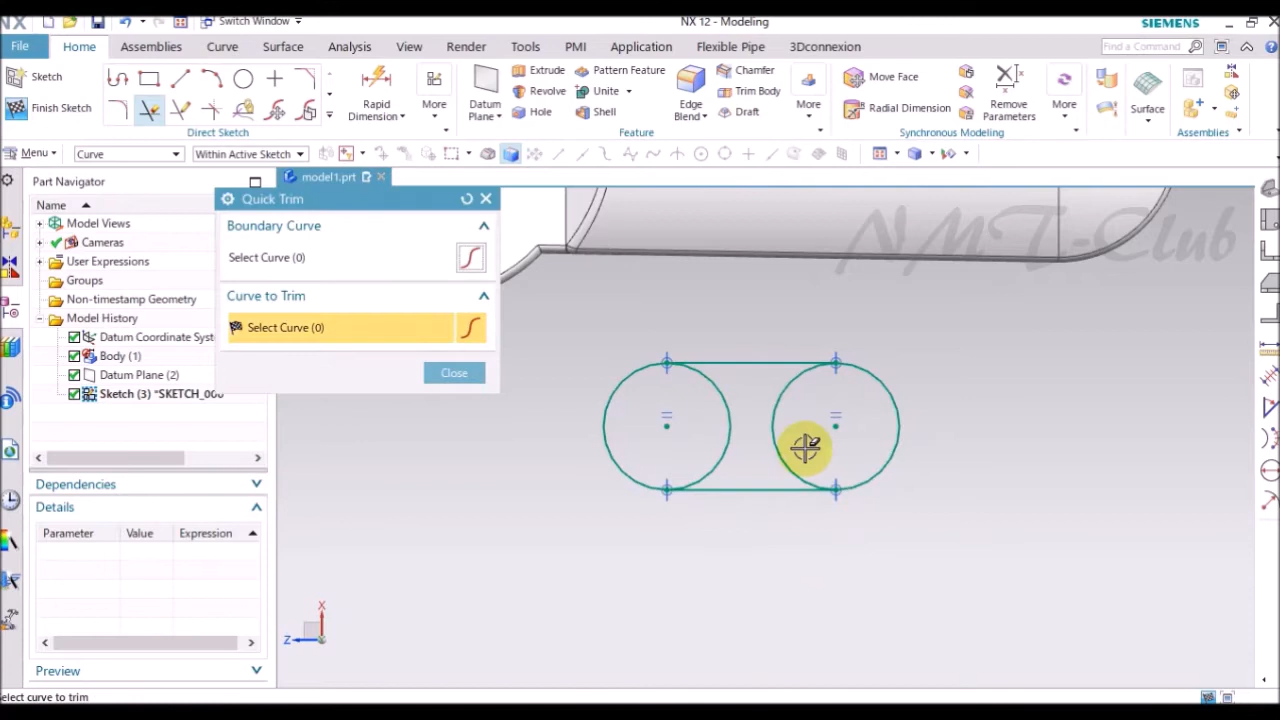 NX
Switch Window
NX 12 - Modeling
SIEMENS
File
Home
Assemblies
Curve
Surface
Analysis
View
Render
Tools
PMI
Application
Flexible Pipe
3Dconnexion
Find a Command
Sketch
Finish Sketch
Rapid
Dimension
More
Direct Sketch
Datum
Plane
Extrude
Revolve
Hole
Pattern Feature
Unite
Shell
Edge
Blend
Chamfer
Trim Body
Draft
More
Feature
Move Face
Radial Dimension
Remove
Parameters
More
Synchronous Modeling
Surface
Assemblies
Menu
Curve
Within Active Sketch
Part Navigator
model1.prt
Name
Model Views
Cameras
User Expressions
Groups
Non-timestamp Geometry
Model History
Datum Coordinate Syst
Body (1)
Datum Plane (2)
Sketch (3) "SKETCH_000
Dependencies
Details
Parameter
Value
Expression
Preview
Quick Trim
Boundary Curve
Select Curve (0)
Curve to Trim
Select Curve (0)
Close
NMT-Club
X
Z
Select curve to trim